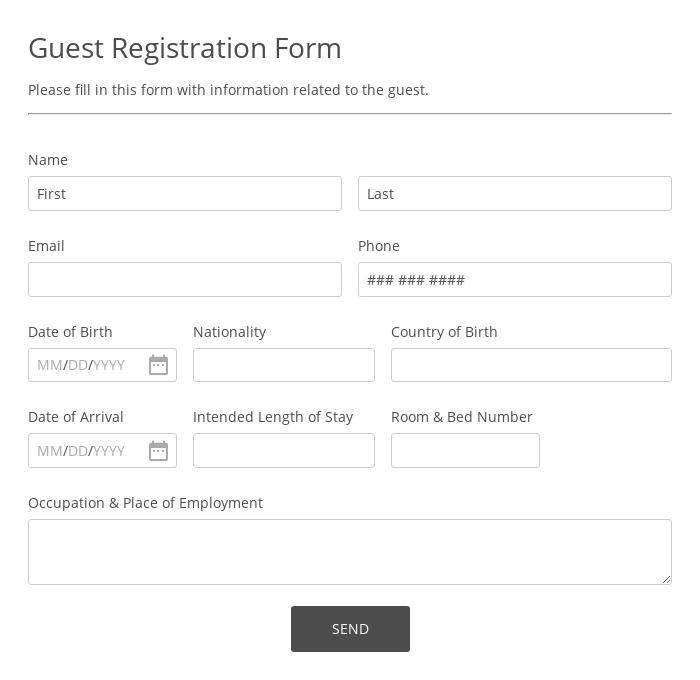 Guest Registration Form
Please fill in this form with information related to the guest.
Name
First Last
Email Phone
### ### ####
Date of Birth Nationality Country of Birth
MM/DD/YYYY
Date of Arrival Intended Length of Stay Room & Bed Number
MM/DD/YYYY
Occupation & Place of Employment
SEND